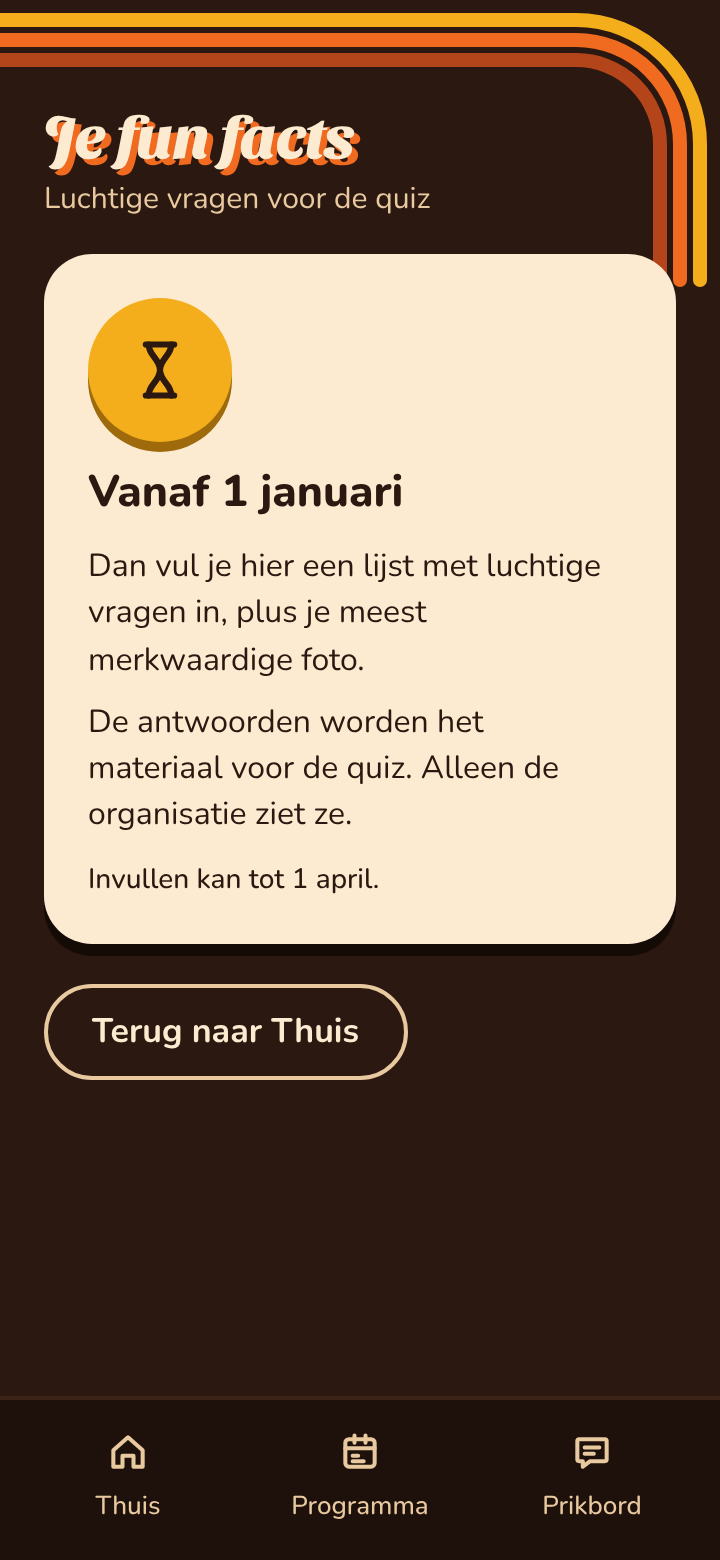 Je fun facts
Luchtige vragen voor de quiz
Vanaf 1 januari
Dan vul je hier een lijst met luchtige
vragen in, plus je meest
merkwaardige foto.
De antwoorden worden het
materiaal voor de quiz. Alleen de
organisatie ziet ze.
Invullen kan tot 1 april.
Terug naar Thuis
Thuis
Programma
Prikbord